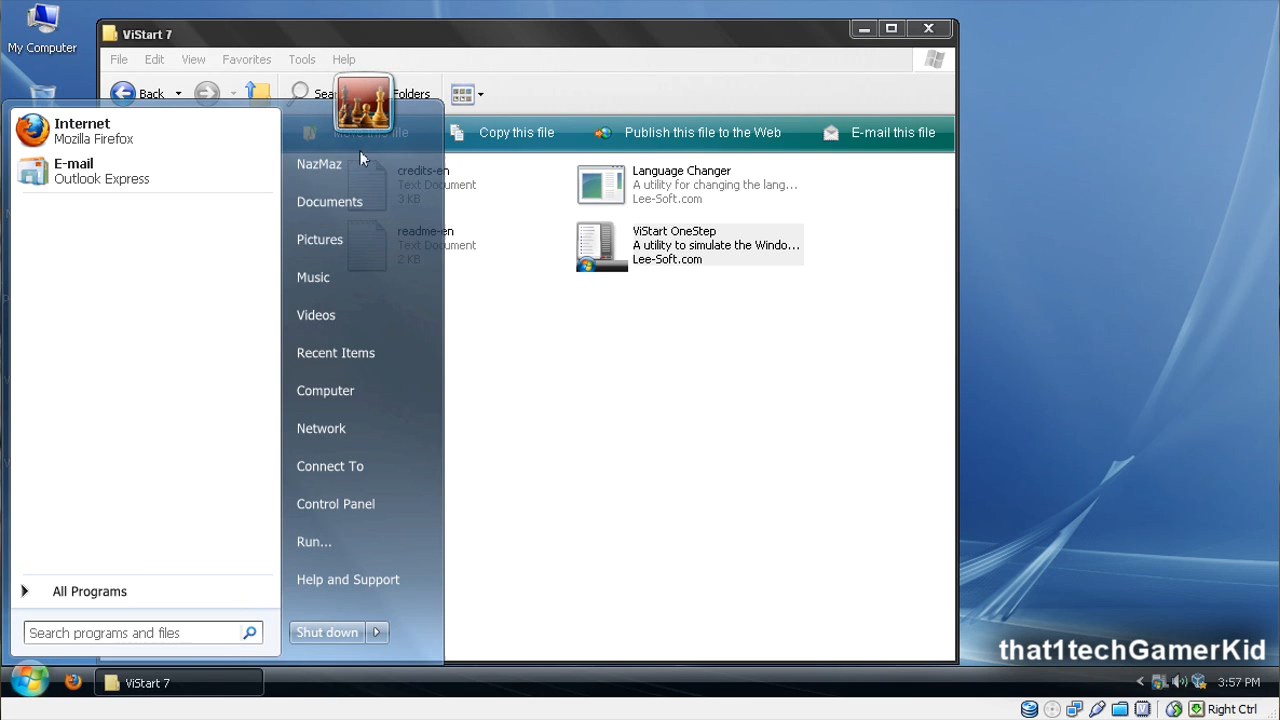 My Computer
ViStart 7
File Edit View Favorites Tools Help
Back
Folders
Move this file
Copy this file
Publish this file to the Web
E-mail this file
Internet
Mozilla Firefox
E-mail
Outlook Express
All Programs
Search programs and files
NazMaz
Documents
Pictures
Music
Videos
Recent Items
Computer
Network
Connect To
Control Panel
Run...
Help and Support
Shut down
credits-en
Text Document
3 KB
readme-en
Text Document
2 KB
Language Changer
A utility for changing the lang...
Lee-Soft.com
ViStart OneStep
A utility to simulate the Windo...
Lee-Soft.com
that1techGamerKid
ViStart 7
3:57 PM
Right Ctrl